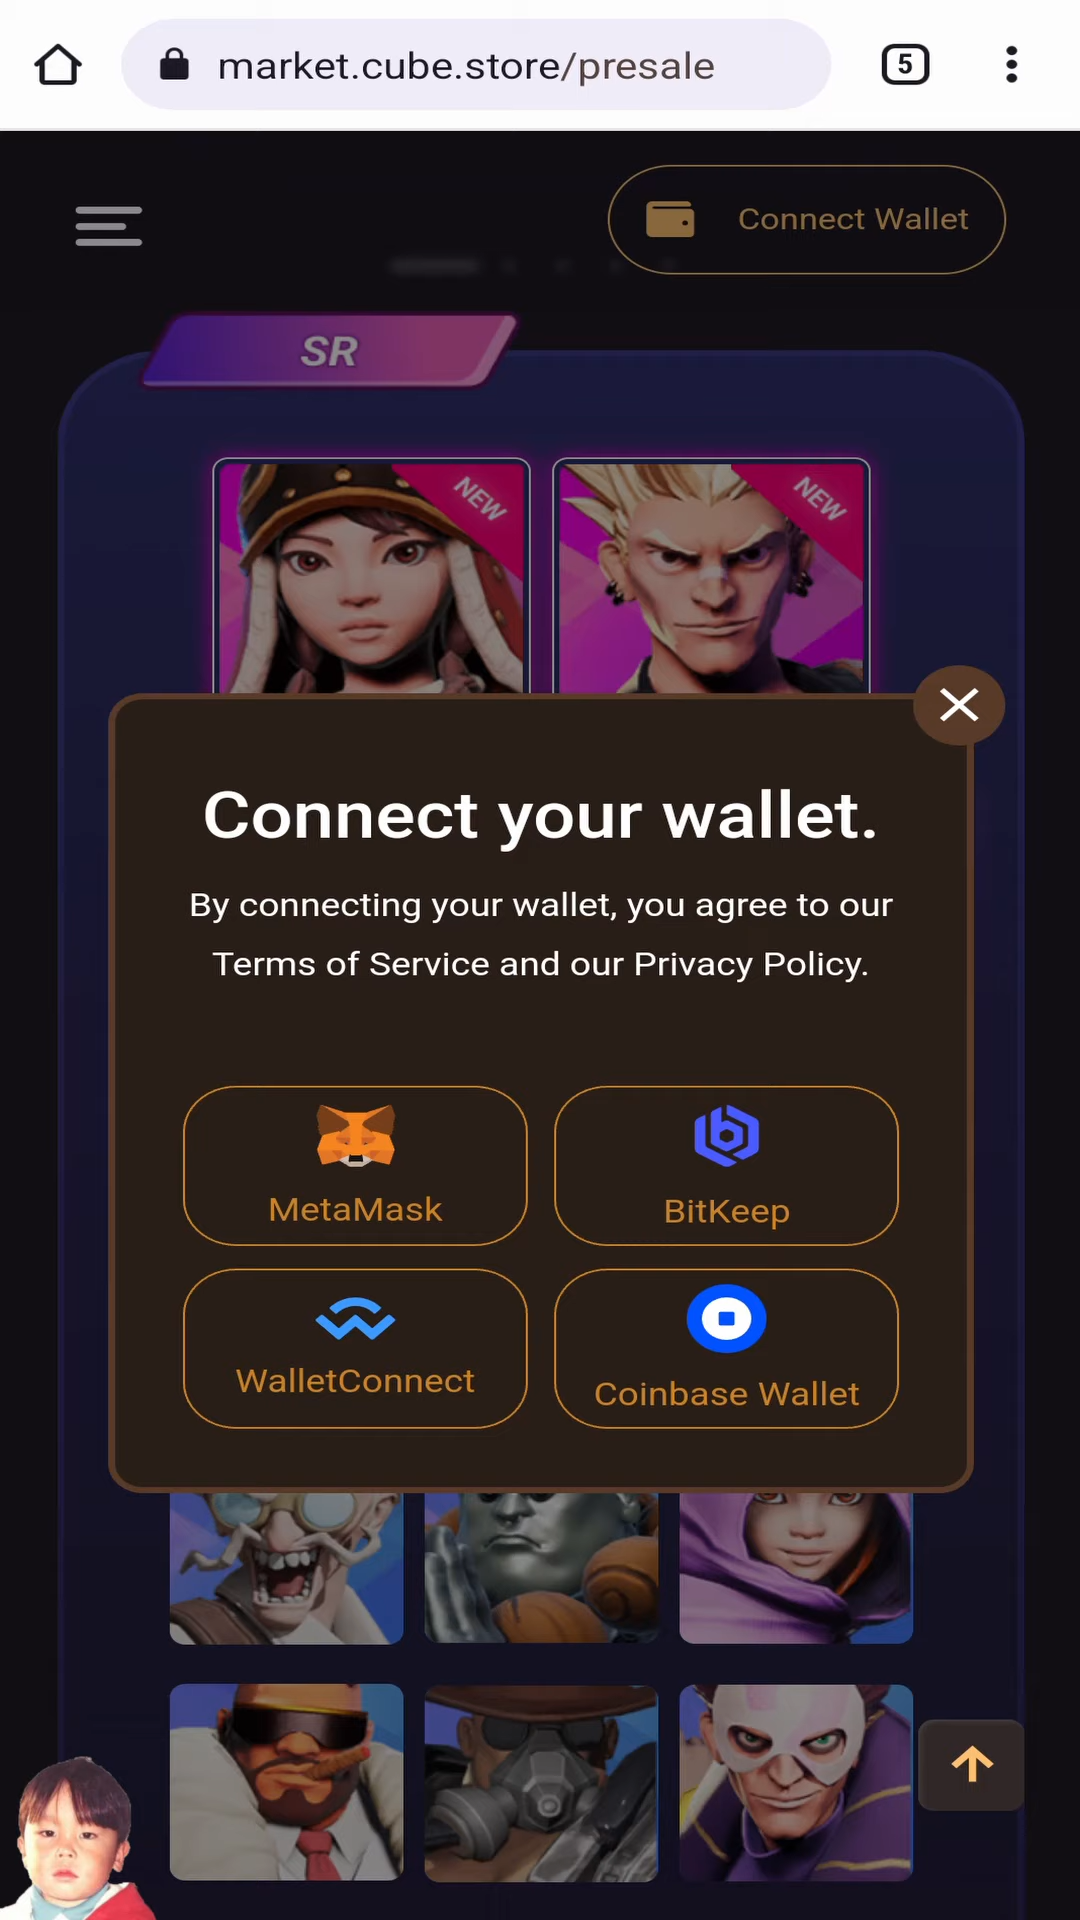 market.cube.store/presale
5
Connect Wallet
SR
NEW
NEW
Connect your wallet.
By connecting your wallet, you agree to our
Terms of Service and our Privacy Policy.
MetaMask
BitKeep
WalletConnect
Coinbase Wallet